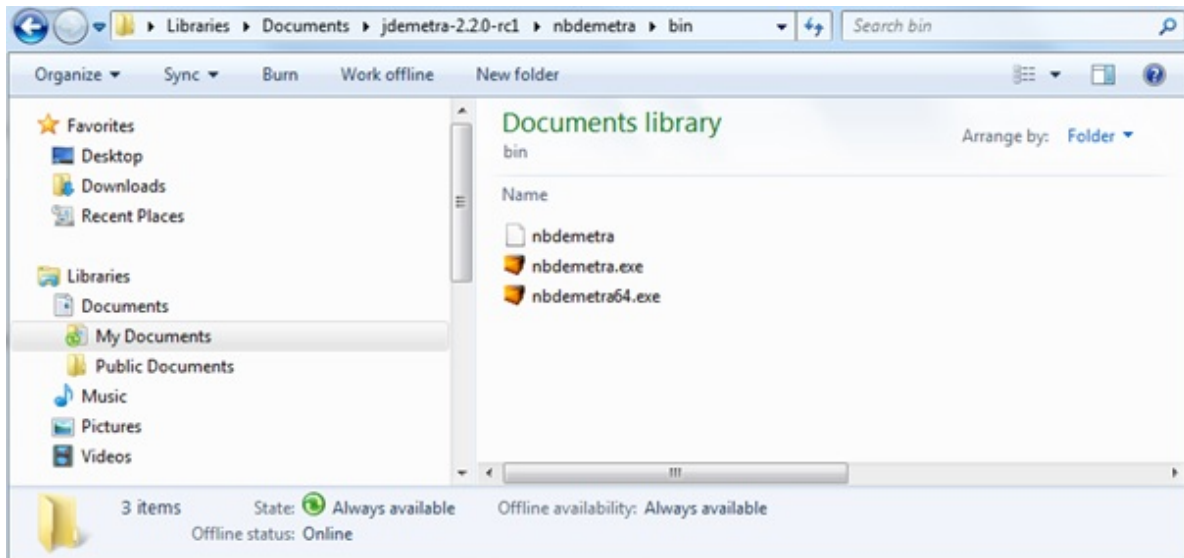 Libraries Documents jdemetra-2.2.0-rc1 nbdemetra bin Search bin
Organize Sync Burn Work offline New folder
Favorites
Desktop
Downloads
Recent Places
Libraries
Documents
My Documents
Public Documents
Music
Pictures
Videos
Documents library
bin
Arrange by: Folder
Name
nbdemetra
nbdemetra.exe
nbdemetra64.exe
3 items State: Always available Offline availability: Always available
Offline status: Online